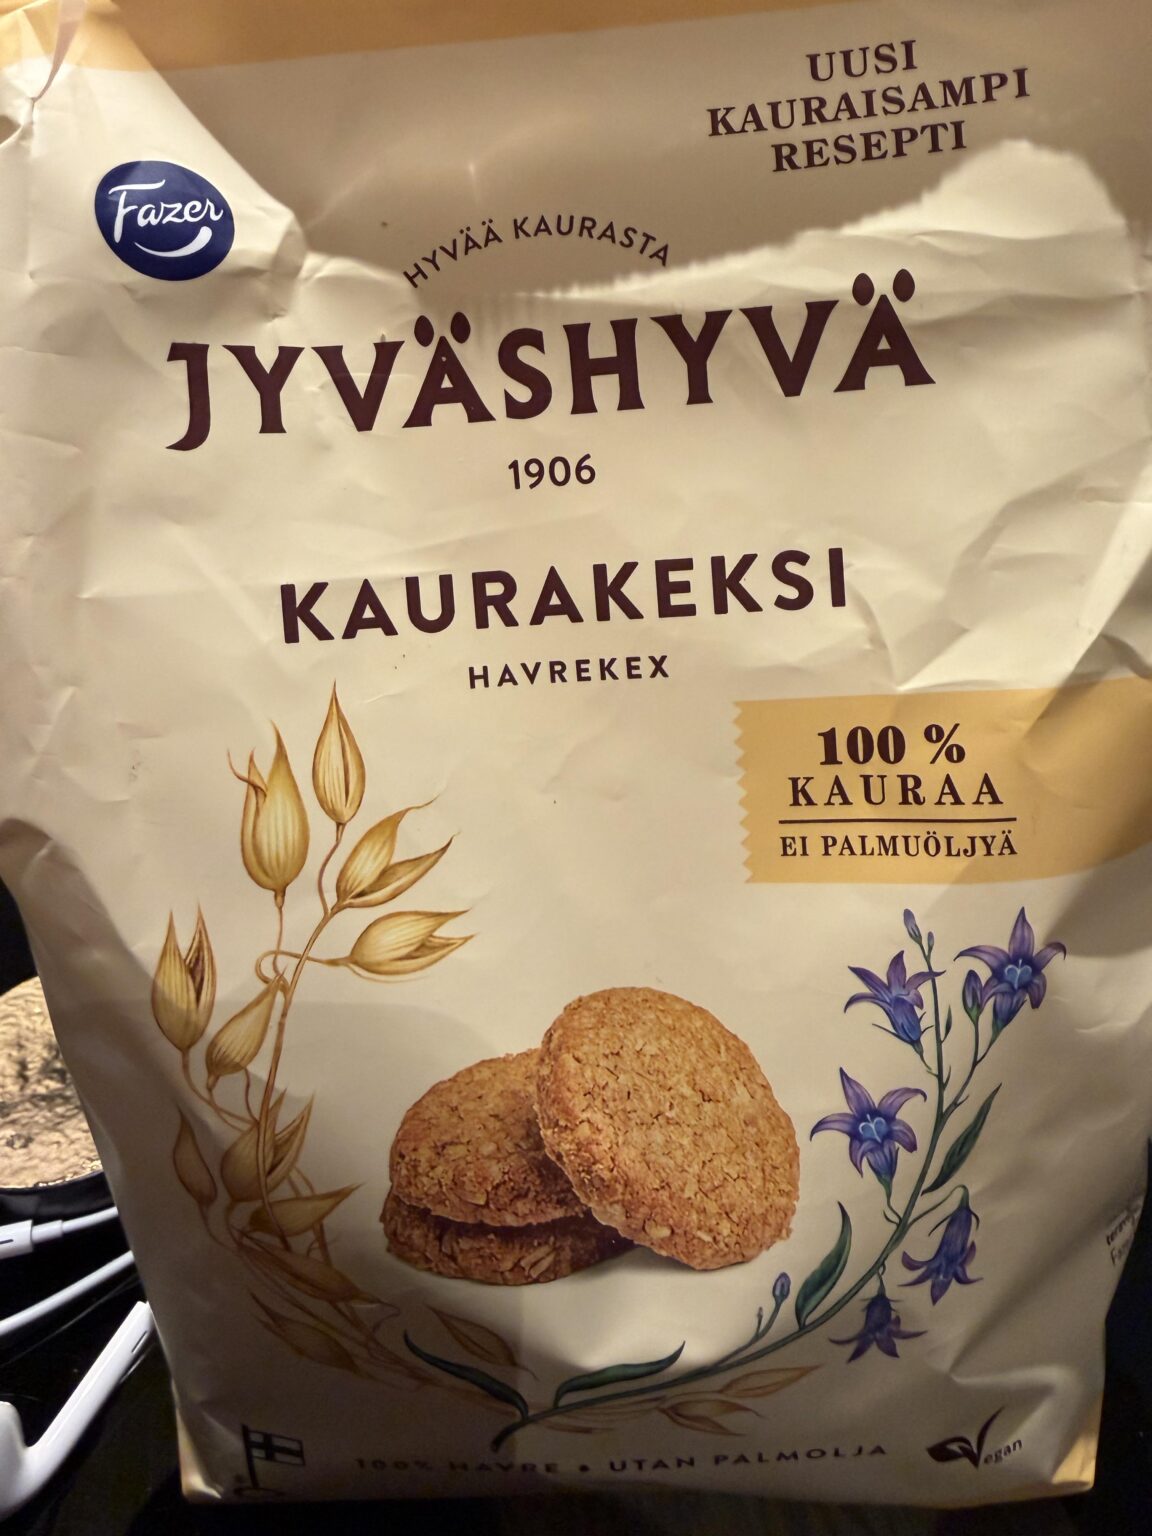 UUSI
KAURAISAMPI
RESEPTI
Fazer
HYVÄÄ KAURASTA
JYVÄSHYVÄ
1906
KAURAKEKSI
HAVREKEX
100 %
KAURAA
EI PALMUÖLJYÄ
100% HAVRE • UTAN PALMOLJA
Vegan